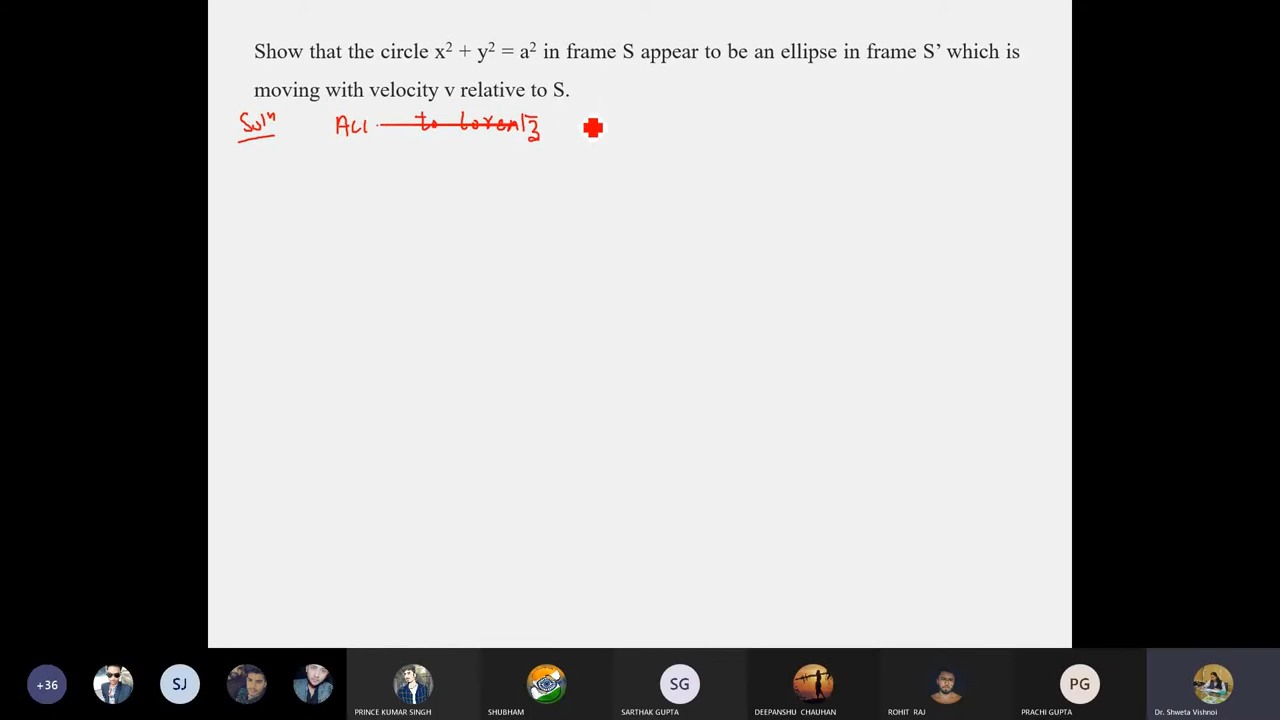 Show that the circle x² + y² = a² in frame S appear to be an ellipse in frame S’ which is
moving with velocity v relative to S.
Solⁿ Acc to Lorentz
+36 SJ PRINCE KUMAR SINGH SHUBHAM SG SARTHAK GUPTA DEEPANSHU CHAUHAN ROHIT RAJ PG PRACHI GUPTA Dr. Shweta Vishnoi